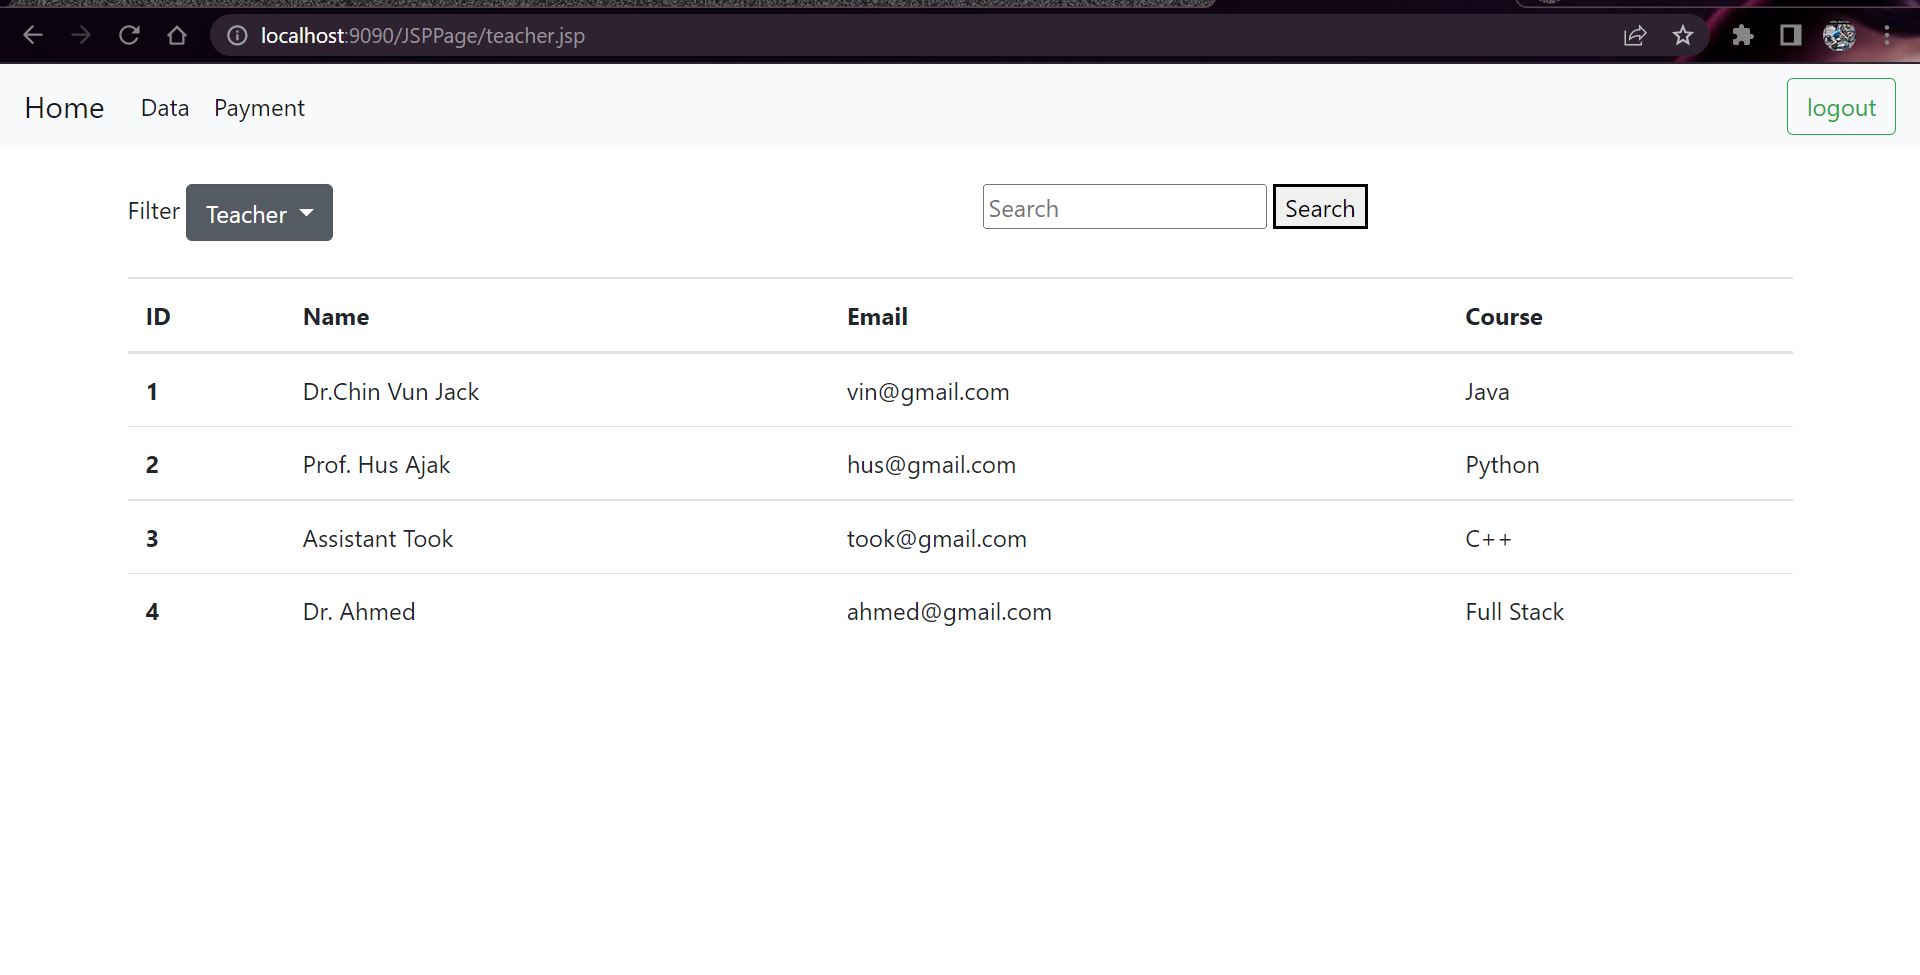 localhost:9090/JSPPage/teacher.jsp
Home Data Payment logout
Filter Teacher Search Search
ID Name Email Course
1 Dr.Chin Vun Jack vin@gmail.com Java
2 Prof. Hus Ajak hus@gmail.com Python
3 Assistant Took took@gmail.com C++
4 Dr. Ahmed ahmed@gmail.com Full Stack